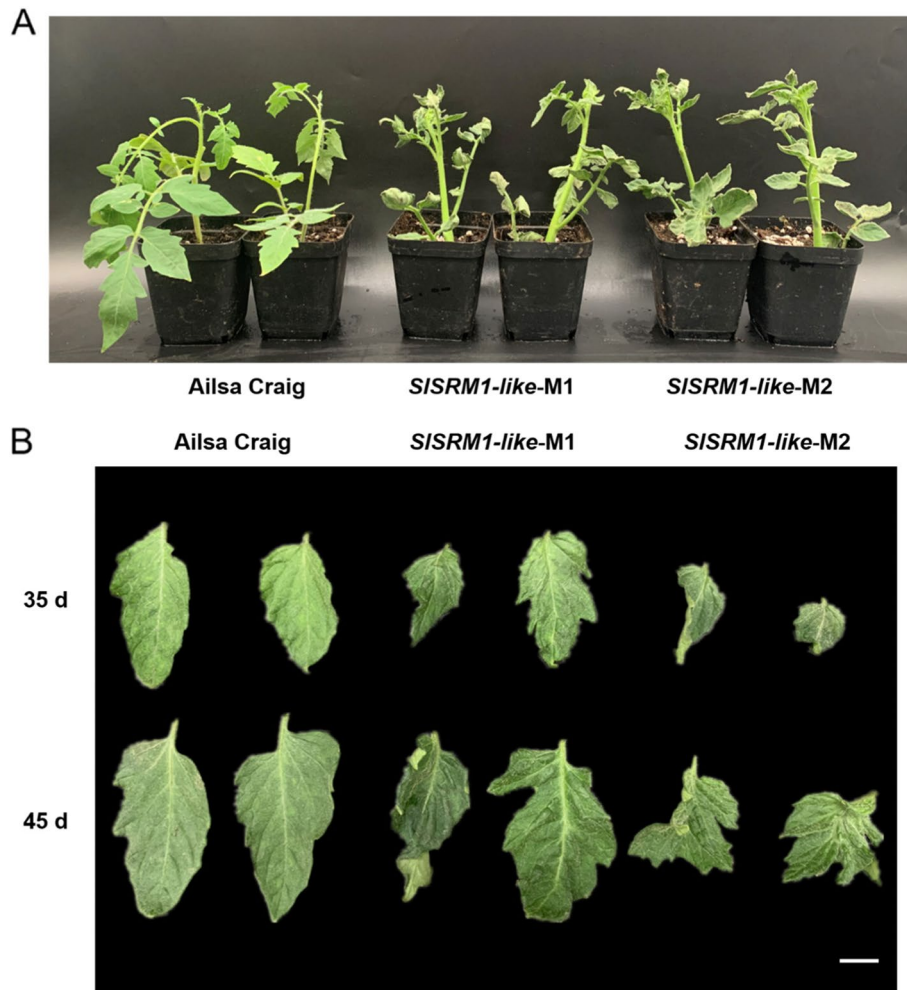 A
Ailsa Craig SlSRM1-like-M1 SlSRM1-like-M2
B
Ailsa Craig SlSRM1-like-M1 SlSRM1-like-M2
35 d
45 d